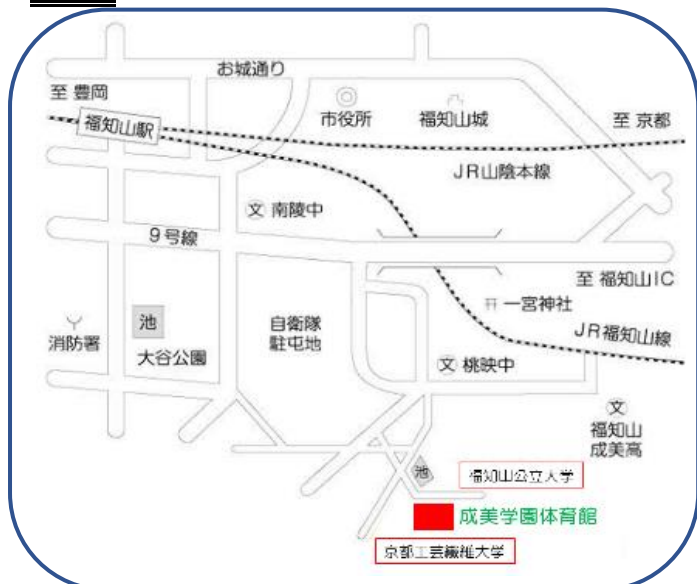 お城通り
至 豊岡
市役所
福知山城
至 京都
福知山駅
JR山陰本線
文 南陵中
9号線
至 福知山IC
一宮神社
池
自衛隊
駐屯地
消防署
大谷公園
JR福知山線
文 桃映中
文
福知山
成美高
池
福知山公立大学
成美学園体育館
京都工芸繊維大学